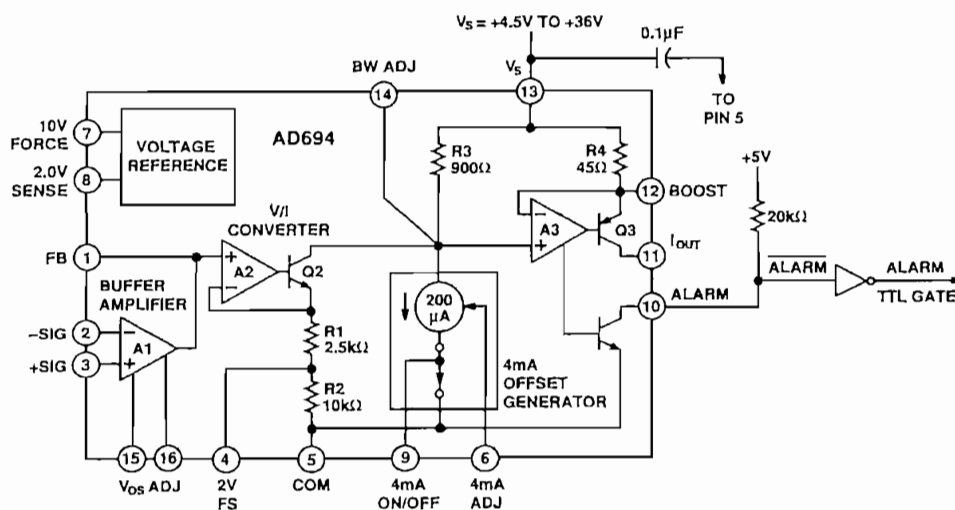 VS = +4.5V TO +36V
0.1µF
BW ADJ
VS
14
13
TO
PIN 5
10V
FORCE
7
VOLTAGE
REFERENCE
AD694
R3
900Ω
R4
45Ω
+5V
2.0V
SENSE
8
12
BOOST
20kΩ
V/I
CONVERTER
A3
Q3
IOUT
11
FB
1
A2
Q2
ALARM
10
ALARM
ALARM
TTL GATE
BUFFER
AMPLIFIER
200
µA
–SIG
2
+SIG
3
A1
R1
2.5kΩ
R2
10kΩ
4mA
OFFSET
GENERATOR
15
16
4
5
9
6
VOS ADJ
2V
FS
COM
4mA
ON/OFF
4mA
ADJ